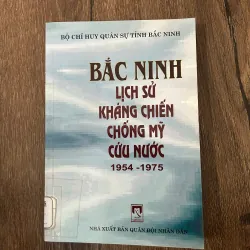 BỘ CHỈ HUY QUÂN SỰ TỈNH BẮC NINH
BẮC NINH
LỊCH SỬ
KHÁNG CHIẾN
CHỐNG MỸ
CỨU NƯỚC
1954 -1975
NHÀ XUẤT BẢN QUÂN ĐỘI NHÂN DÂN